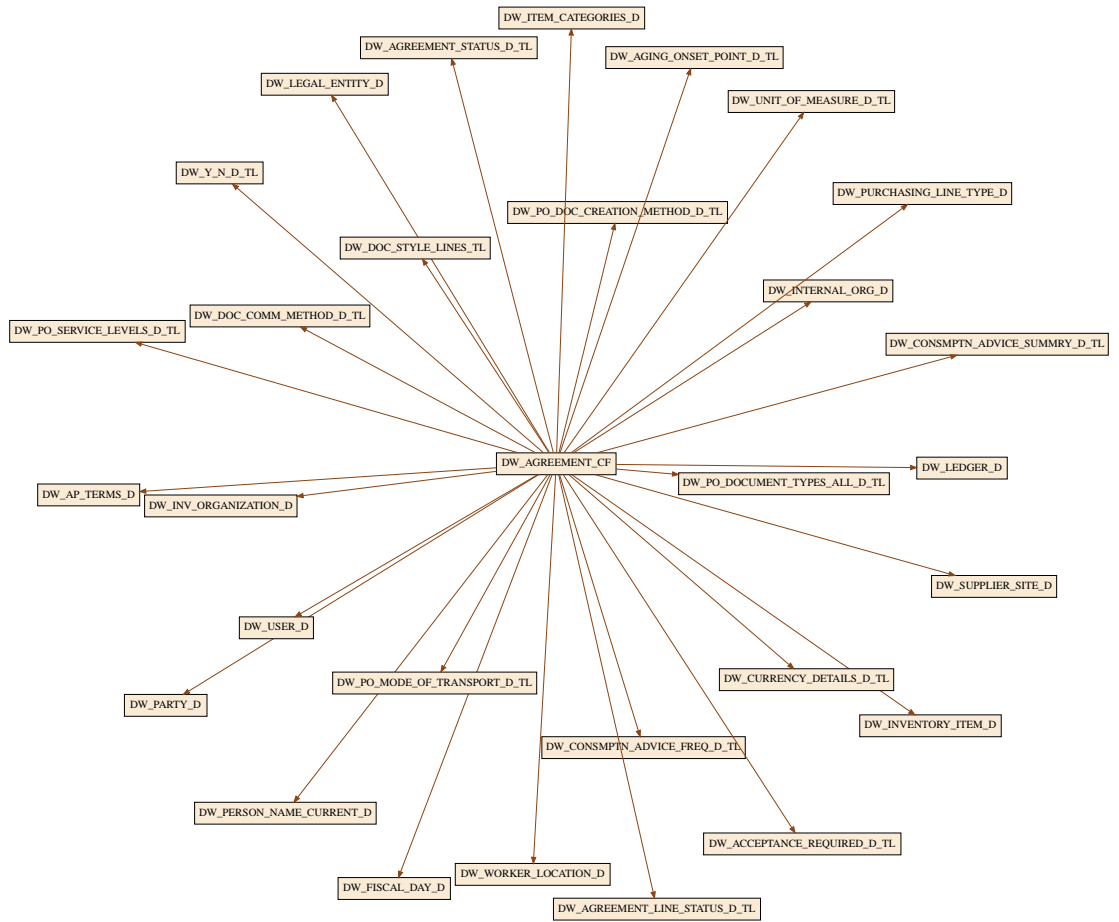 DW_ITEM_CATEGORIES_D
DW_AGREEMENT_STATUS_D_TL
DW_AGING_ONSET_POINT_D_TL
DW_LEGAL_ENTITY_D
DW_UNIT_OF_MEASURE_D_TL
DW_Y_N_D_TL
DW_PURCHASING_LINE_TYPE_D
DW_PO_DOC_CREATION_METHOD_D_TL
DW_DOC_STYLE_LINES_TL
DW_INTERNAL_ORG_D
DW_DOC_COMM_METHOD_D_TL
DW_PO_SERVICE_LEVELS_D_TL
DW_CONSMPTN_ADVICE_SUMMRY_D_TL
DW_AGREEMENT_CF
DW_LEDGER_D
DW_PO_DOCUMENT_TYPES_ALL_D_TL
DW_AP_TERMS_D
DW_INV_ORGANIZATION_D
DW_SUPPLIER_SITE_D
DW_USER_D
DW_CURRENCY_DETAILS_D_TL
DW_PO_MODE_OF_TRANSPORT_D_TL
DW_PARTY_D
DW_INVENTORY_ITEM_D
DW_CONSMPTN_ADVICE_FREQ_D_TL
DW_PERSON_NAME_CURRENT_D
DW_ACCEPTANCE_REQUIRED_D_TL
DW_WORKER_LOCATION_D
DW_FISCAL_DAY_D
DW_AGREEMENT_LINE_STATUS_D_TL